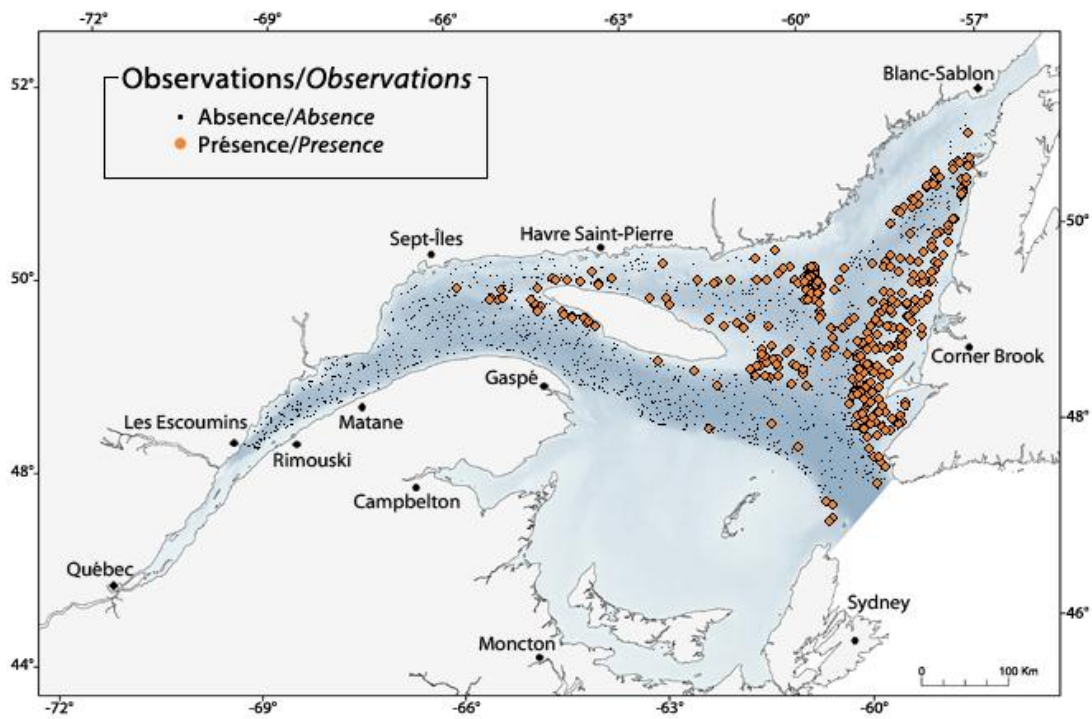 -72° -69° -66° -63° -60° -57°
Observations/Observations
Absence/Absence
Présence/Presence
Blanc-Sablon
52°
50°
Sept-Îles
Havre Saint-Pierre
50°
Corner Brook
Gaspé
48°
Matane
Les Escoumins
Rimouski
48°
Campbelton
Québec
46°
Sydney
Moncton
44°
0 100 Km
-72° -69° -66° -63° -60°